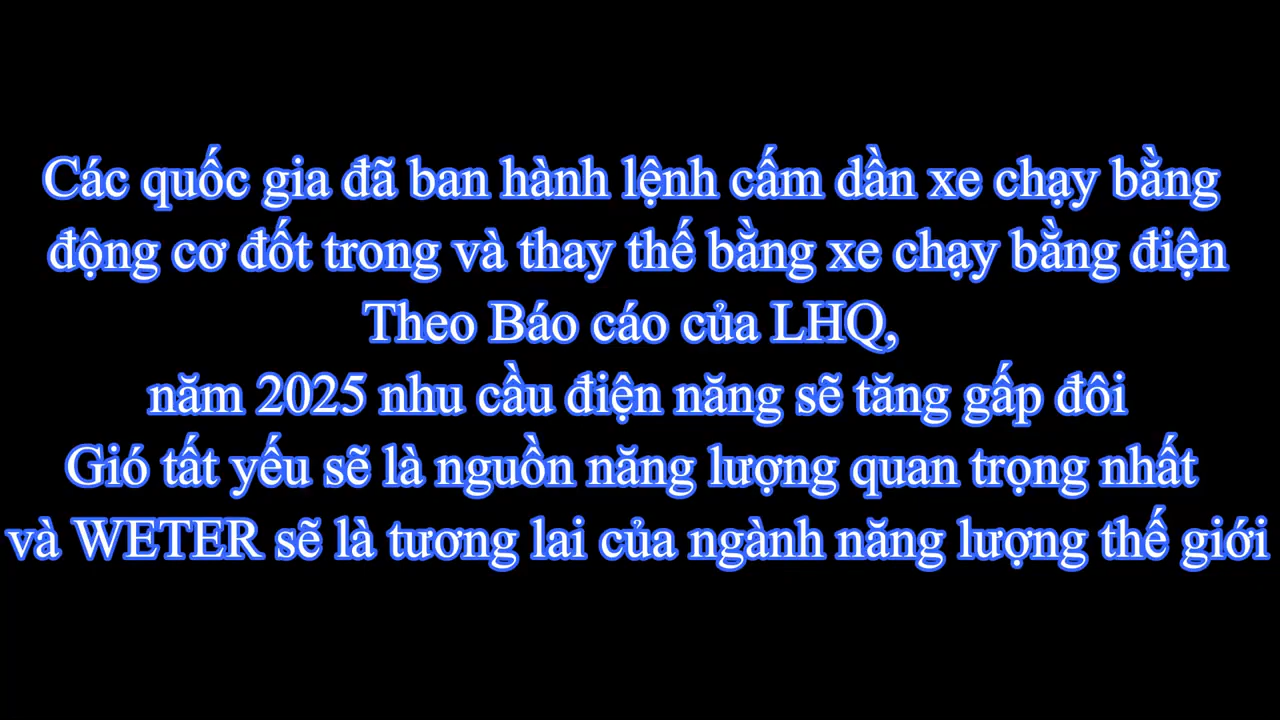 Các quốc gia đã ban hành lệnh cấm dần xe chạy bằng
động cơ đốt trong và thay thế bằng xe chạy bằng điện
Theo Báo cáo của LHQ,
năm 2025 nhu cầu điện năng sẽ tăng gấp đôi
Gió tất yếu sẽ là nguồn năng lượng quan trọng nhất
và WETER sẽ là tương lai của ngành năng lượng thế giới